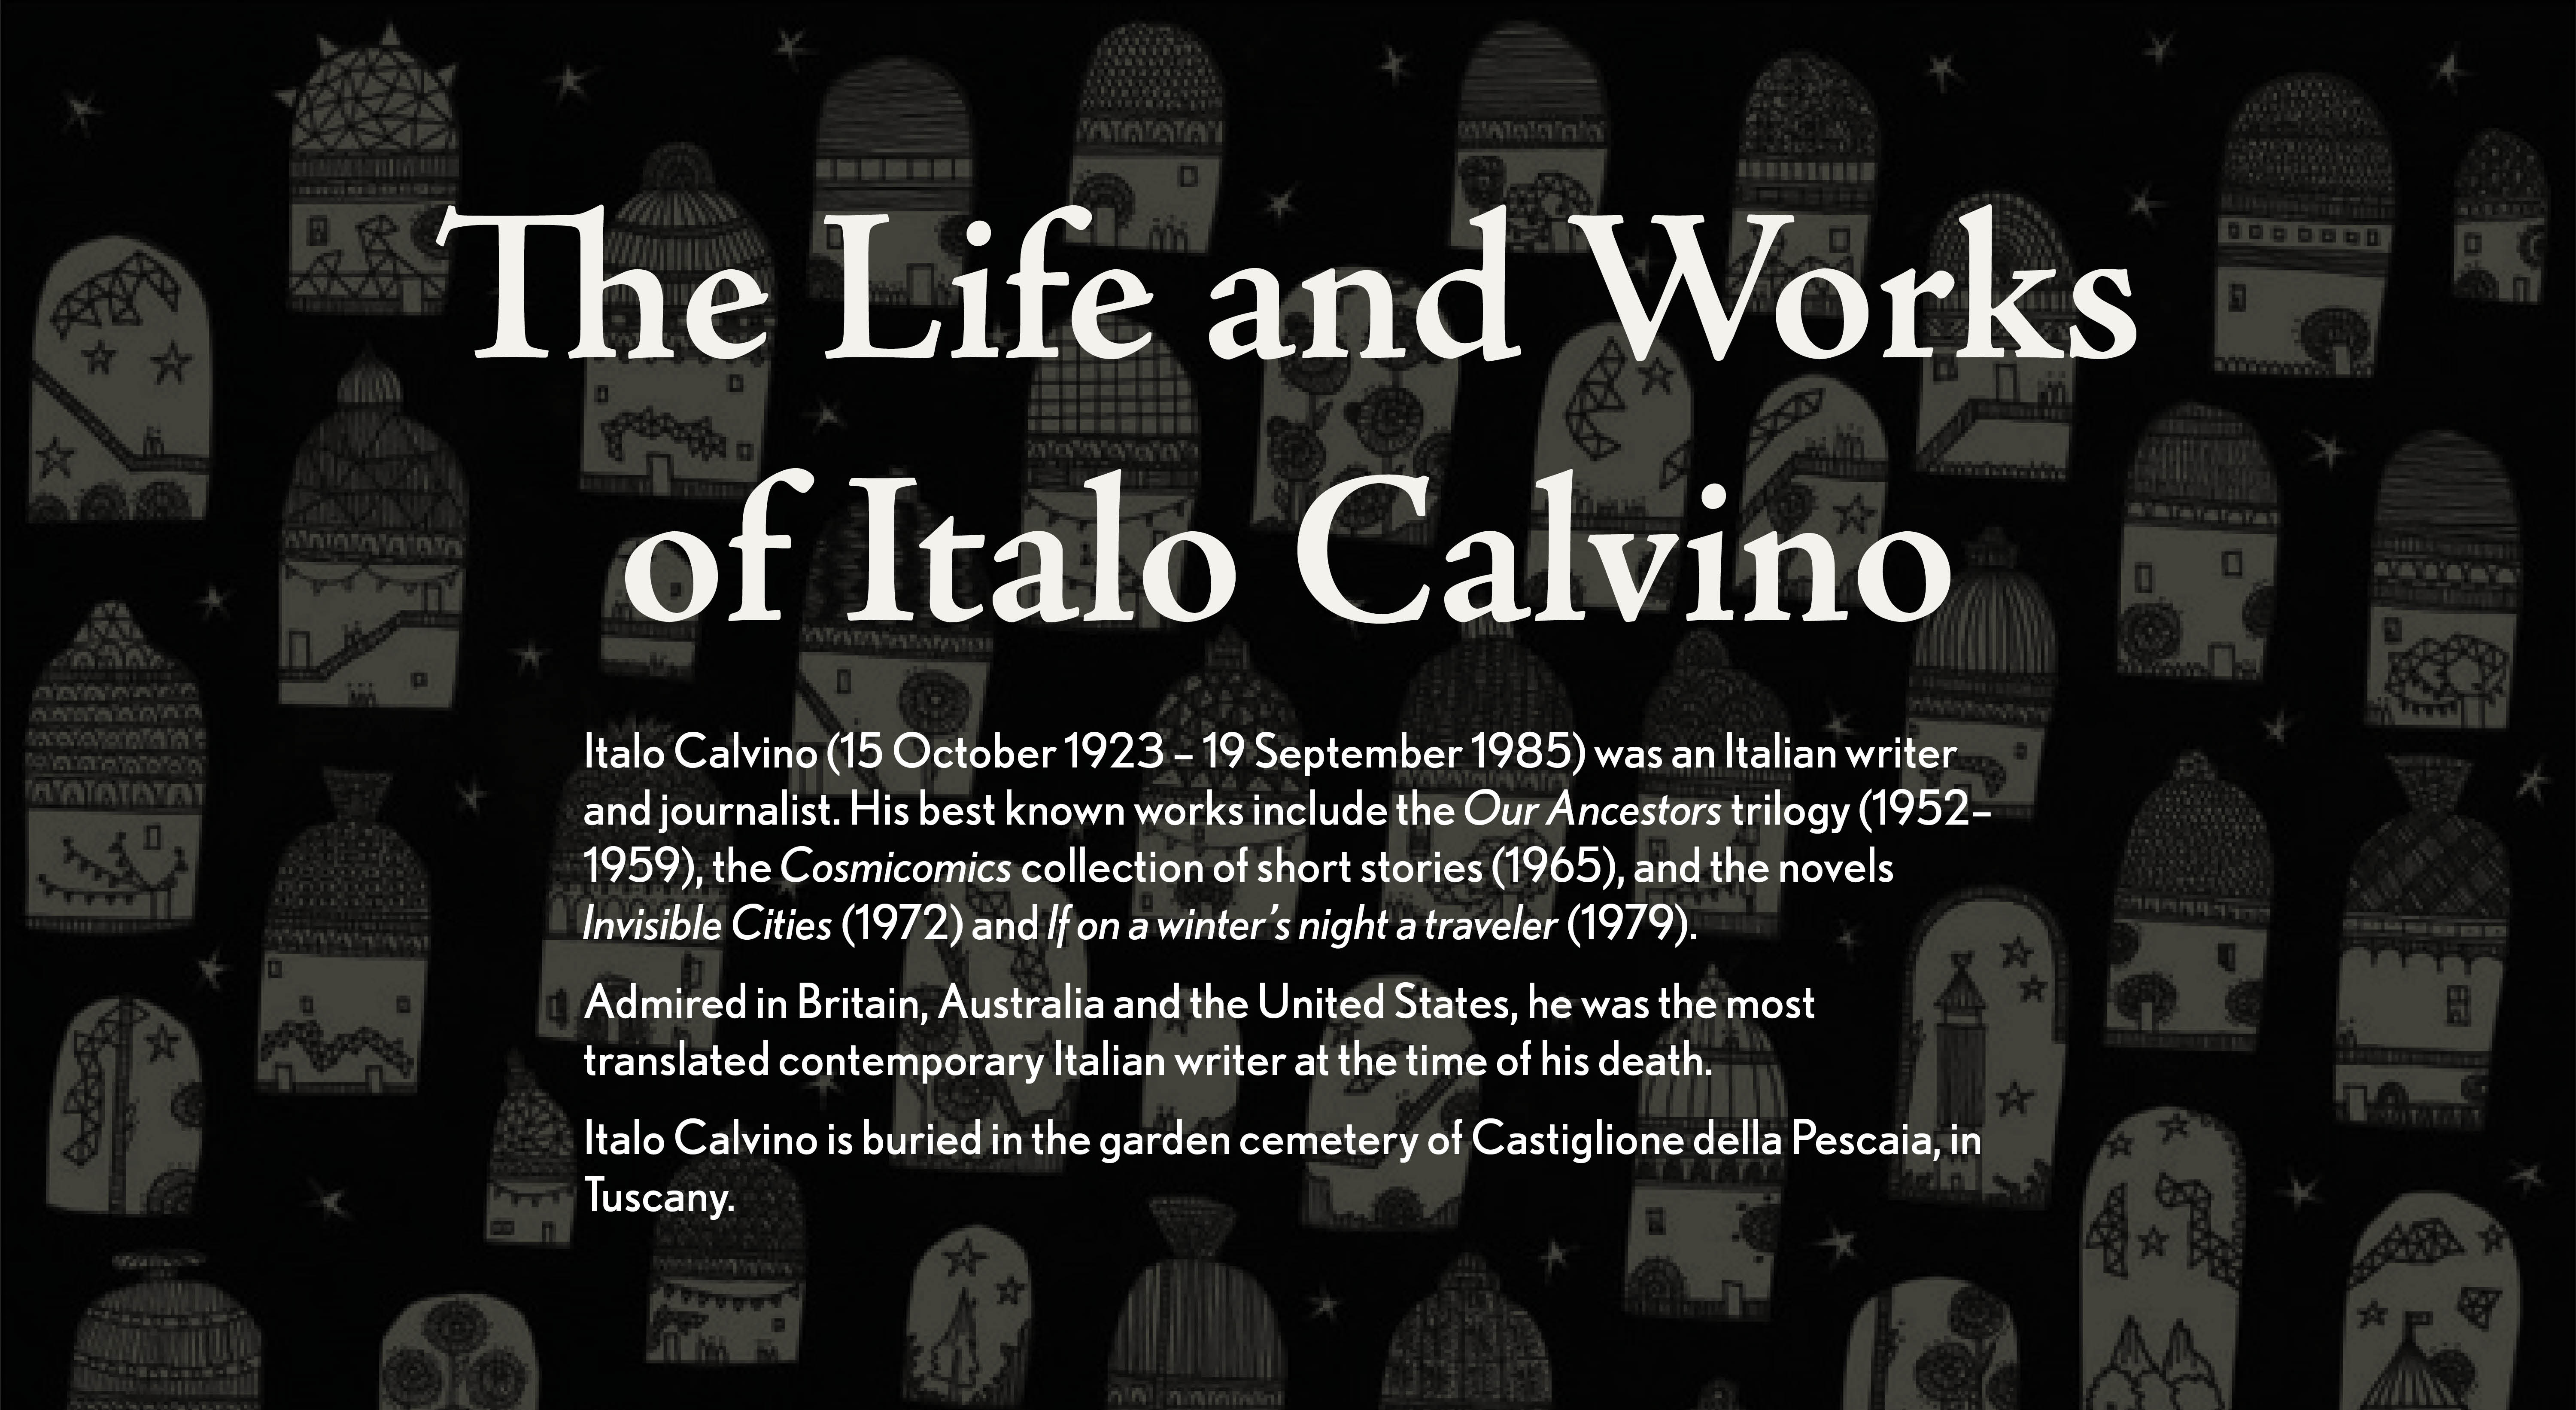 The Life and Works
of Italo Calvino
Italo Calvino (15 October 1923 – 19 September 1985) was an Italian writer
and journalist. His best known works include the Our Ancestors trilogy (1952–
1959), the Cosmicomics collection of short stories (1965), and the novels
Invisible Cities (1972) and If on a winter’s night a traveler (1979).
Admired in Britain, Australia and the United States, he was the most
translated contemporary Italian writer at the time of his death.
Italo Calvino is buried in the garden cemetery of Castiglione della Pescaia, in
Tuscany.